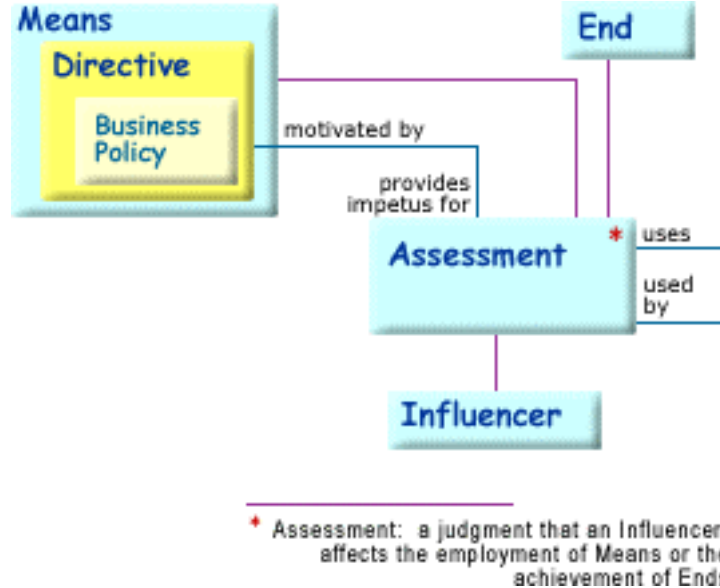 Means
End
Directive
Business
Policy
motivated by
provides
impetus for
* uses
Assessment
used
by
Influencer
* Assessment: a judgment that an Influencer
affects the employment of Means or the
achievement of Ends